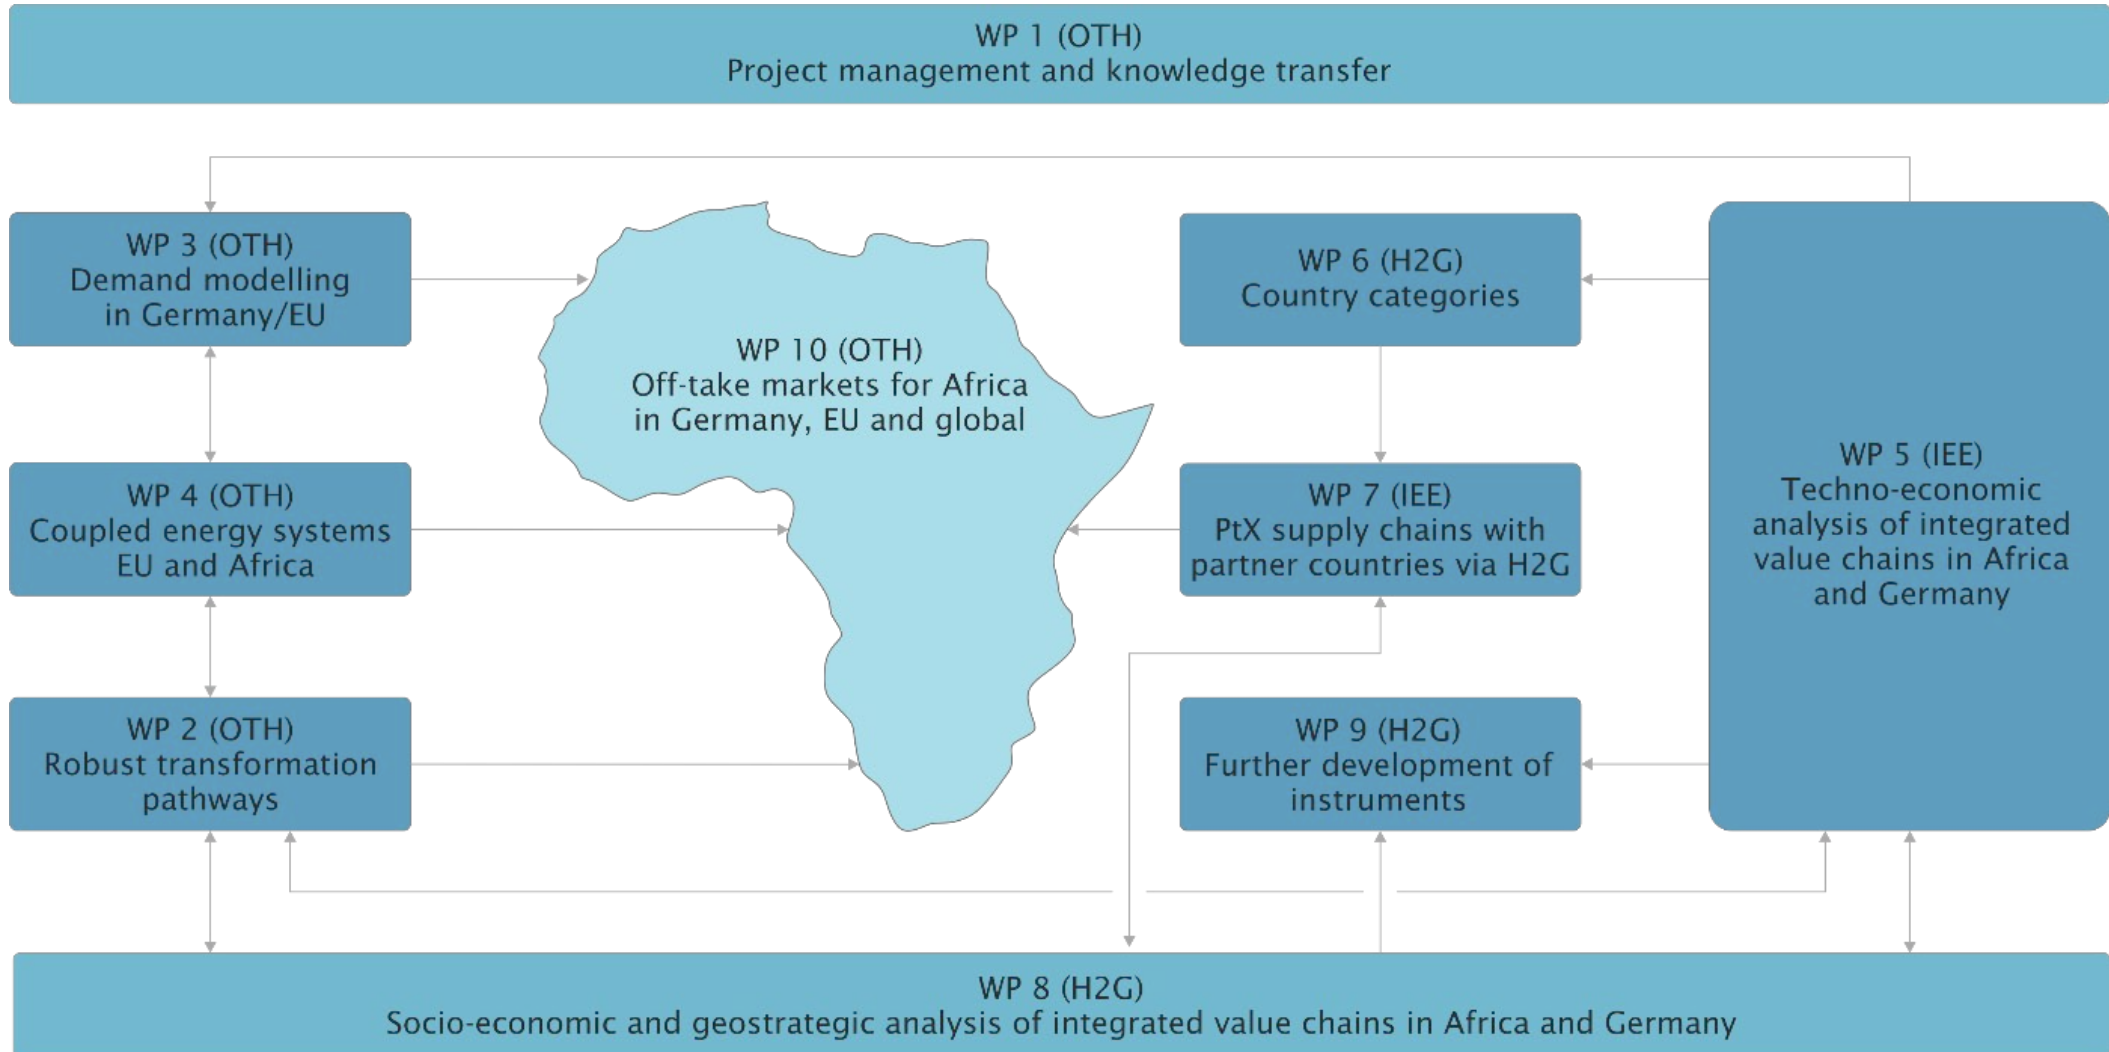 WP 1 (OTH)
Project management and knowledge transfer
WP 3 (OTH)
Demand modelling
in Germany/EU
WP 10 (OTH)
Off-take markets for Africa
in Germany, EU and global
WP 6 (H2G)
Country categories
WP 5 (IEE)
Techno-economic
analysis of integrated
value chains in Africa
and Germany
WP 4 (OTH)
Coupled energy systems
EU and Africa
WP 7 (IEE)
PtX supply chains with
partner countries via H2G
WP 2 (OTH)
Robust transformation
pathways
WP 9 (H2G)
Further development of
instruments
WP 8 (H2G)
Socio-economic and geostrategic analysis of integrated value chains in Africa and Germany